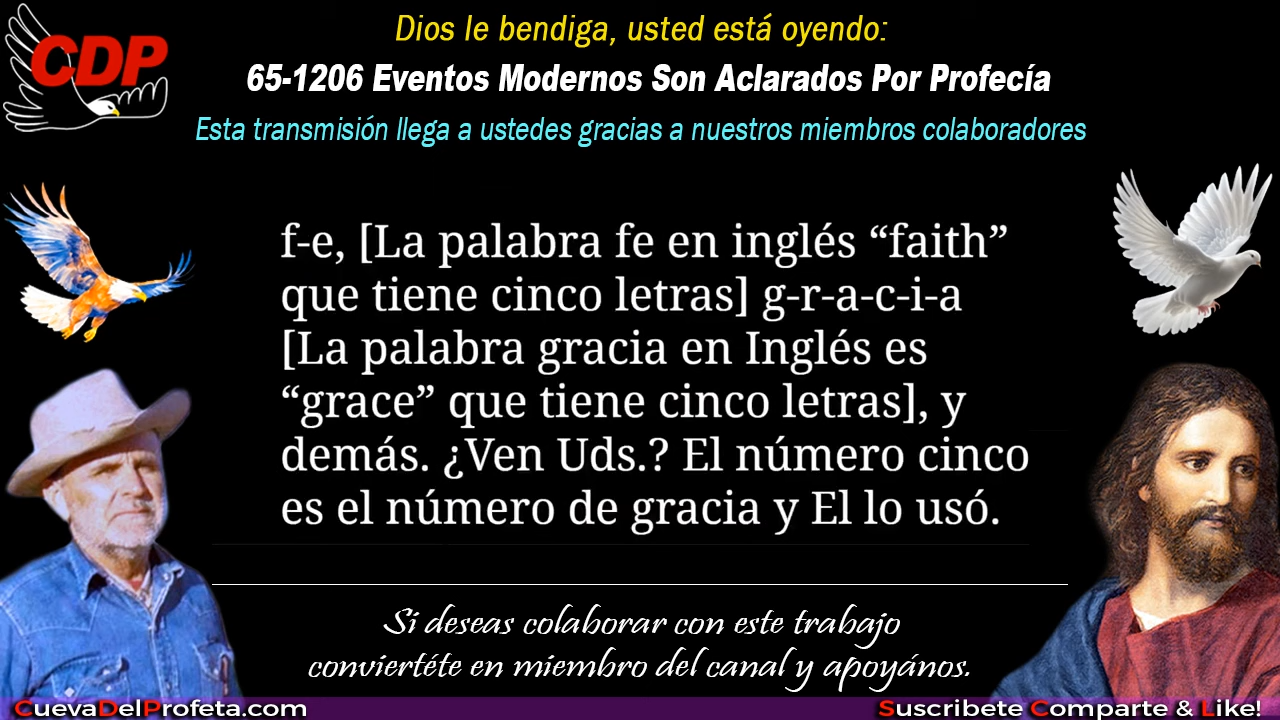 CDP
Dios le bendiga, usted está oyendo:
65-1206 Eventos Modernos Son Aclarados Por Profecía
Esta transmisión llega a ustedes gracias a nuestros miembros colaboradores
f-e, [La palabra fe en inglés “faith”
que tiene cinco letras] g-r-a-c-i-a
[La palabra gracia en Inglés es
“grace” que tiene cinco letras], y
demás. ¿Ven Uds.? El número cinco
es el número de gracia y El lo usó.
Si deseas colaborar con este trabajo
conviertéte en miembro del canal y apoyános.
CuevaDelProfeta.com
Suscribete Comparte & Like!